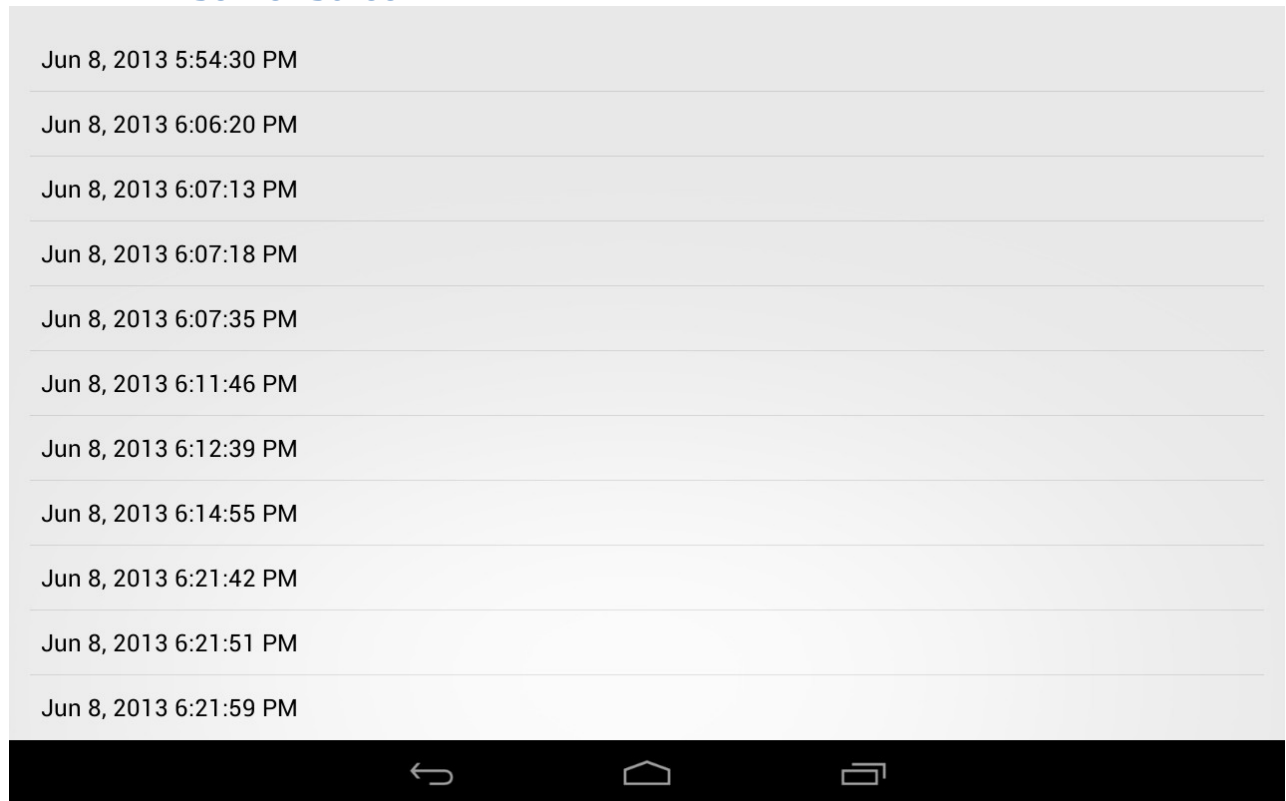 Jun 8, 2013 5:54:30 PM
Jun 8, 2013 6:06:20 PM
Jun 8, 2013 6:07:13 PM
Jun 8, 2013 6:07:18 PM
Jun 8, 2013 6:07:35 PM
Jun 8, 2013 6:11:46 PM
Jun 8, 2013 6:12:39 PM
Jun 8, 2013 6:14:55 PM
Jun 8, 2013 6:21:42 PM
Jun 8, 2013 6:21:51 PM
Jun 8, 2013 6:21:59 PM